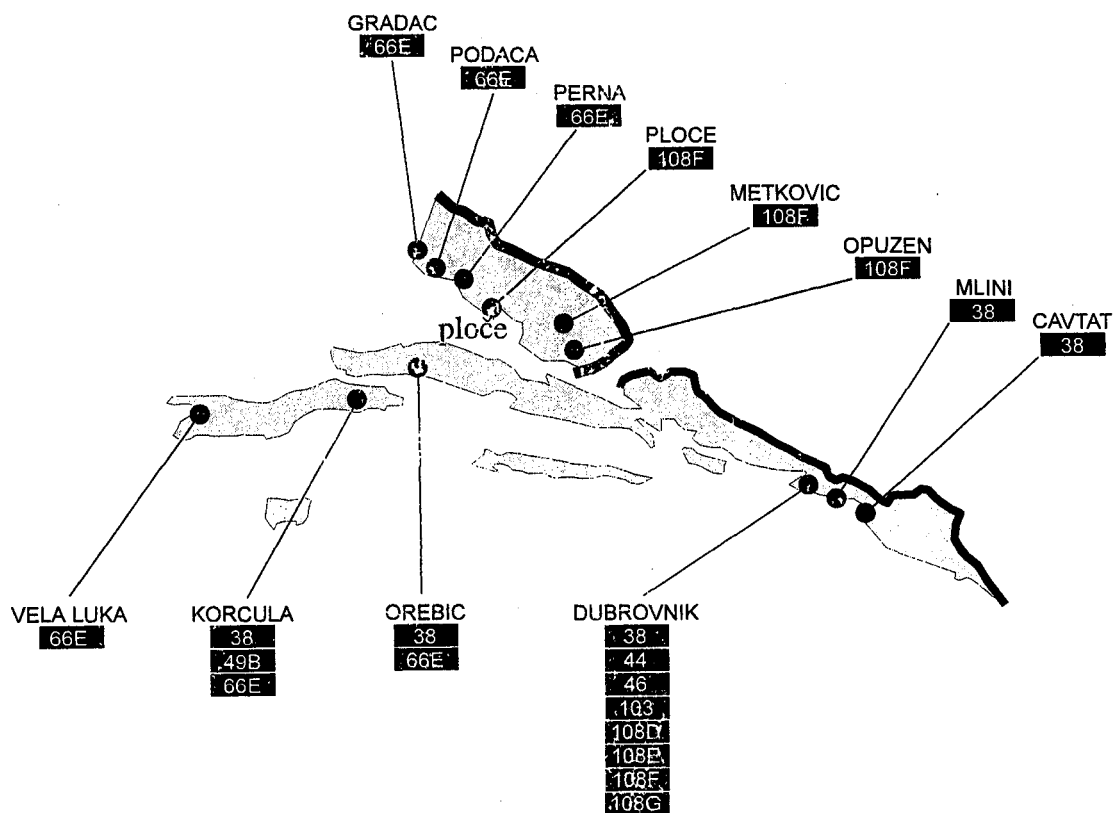 GRADAC
66E
PODACA
66E
PERNA
66E
PLOCE
108F
METKOVIC
108F
OPUZEN
108F
MLINI
38
CAVTAT
38
ploče
VELA LUKA
66E
KORCULA
38
49B
66E
OREBIC
38
66E
DUBROVNIK
38
44
46
103
108D
108E
108F
108G